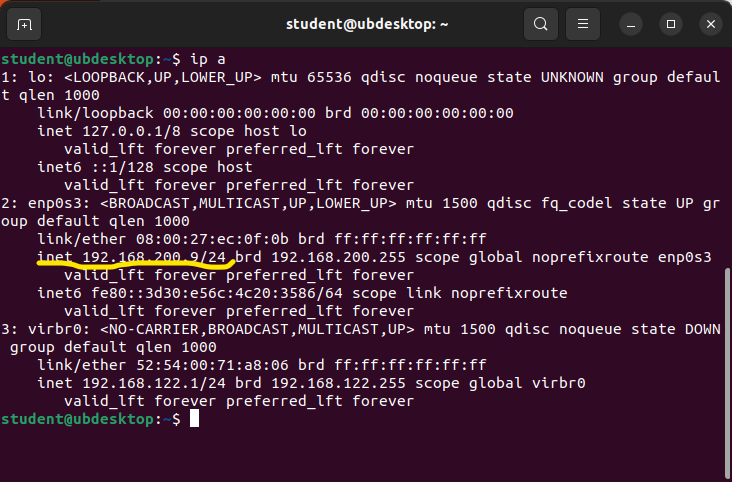 student@ubdesktop: ~
student@ubdesktop:~$ ip a
1: lo: <LOOPBACK,UP,LOWER_UP> mtu 65536 qdisc noqueue state UNKNOWN group defaul
t qlen 1000
    link/loopback 00:00:00:00:00:00 brd 00:00:00:00:00:00
    inet 127.0.0.1/8 scope host lo
       valid_lft forever preferred_lft forever
    inet6 ::1/128 scope host
       valid_lft forever preferred_lft forever
2: enp0s3: <BROADCAST,MULTICAST,UP,LOWER_UP> mtu 1500 qdisc fq_codel state UP gr
oup default qlen 1000
    link/ether 08:00:27:ec:0f:0b brd ff:ff:ff:ff:ff:ff
    inet 192.168.200.9/24 brd 192.168.200.255 scope global noprefixroute enp0s3
       valid_lft forever preferred_lft forever
    inet6 fe80::3d30:e56c:4c20:3586/64 scope link noprefixroute
       valid_lft forever preferred_lft forever
3: virbr0: <NO-CARRIER,BROADCAST,MULTICAST,UP> mtu 1500 qdisc noqueue state DOWN
 group default qlen 1000
    link/ether 52:54:00:71:a8:06 brd ff:ff:ff:ff:ff:ff
    inet 192.168.122.1/24 brd 192.168.122.255 scope global virbr0
       valid_lft forever preferred_lft forever
student@ubdesktop:~$